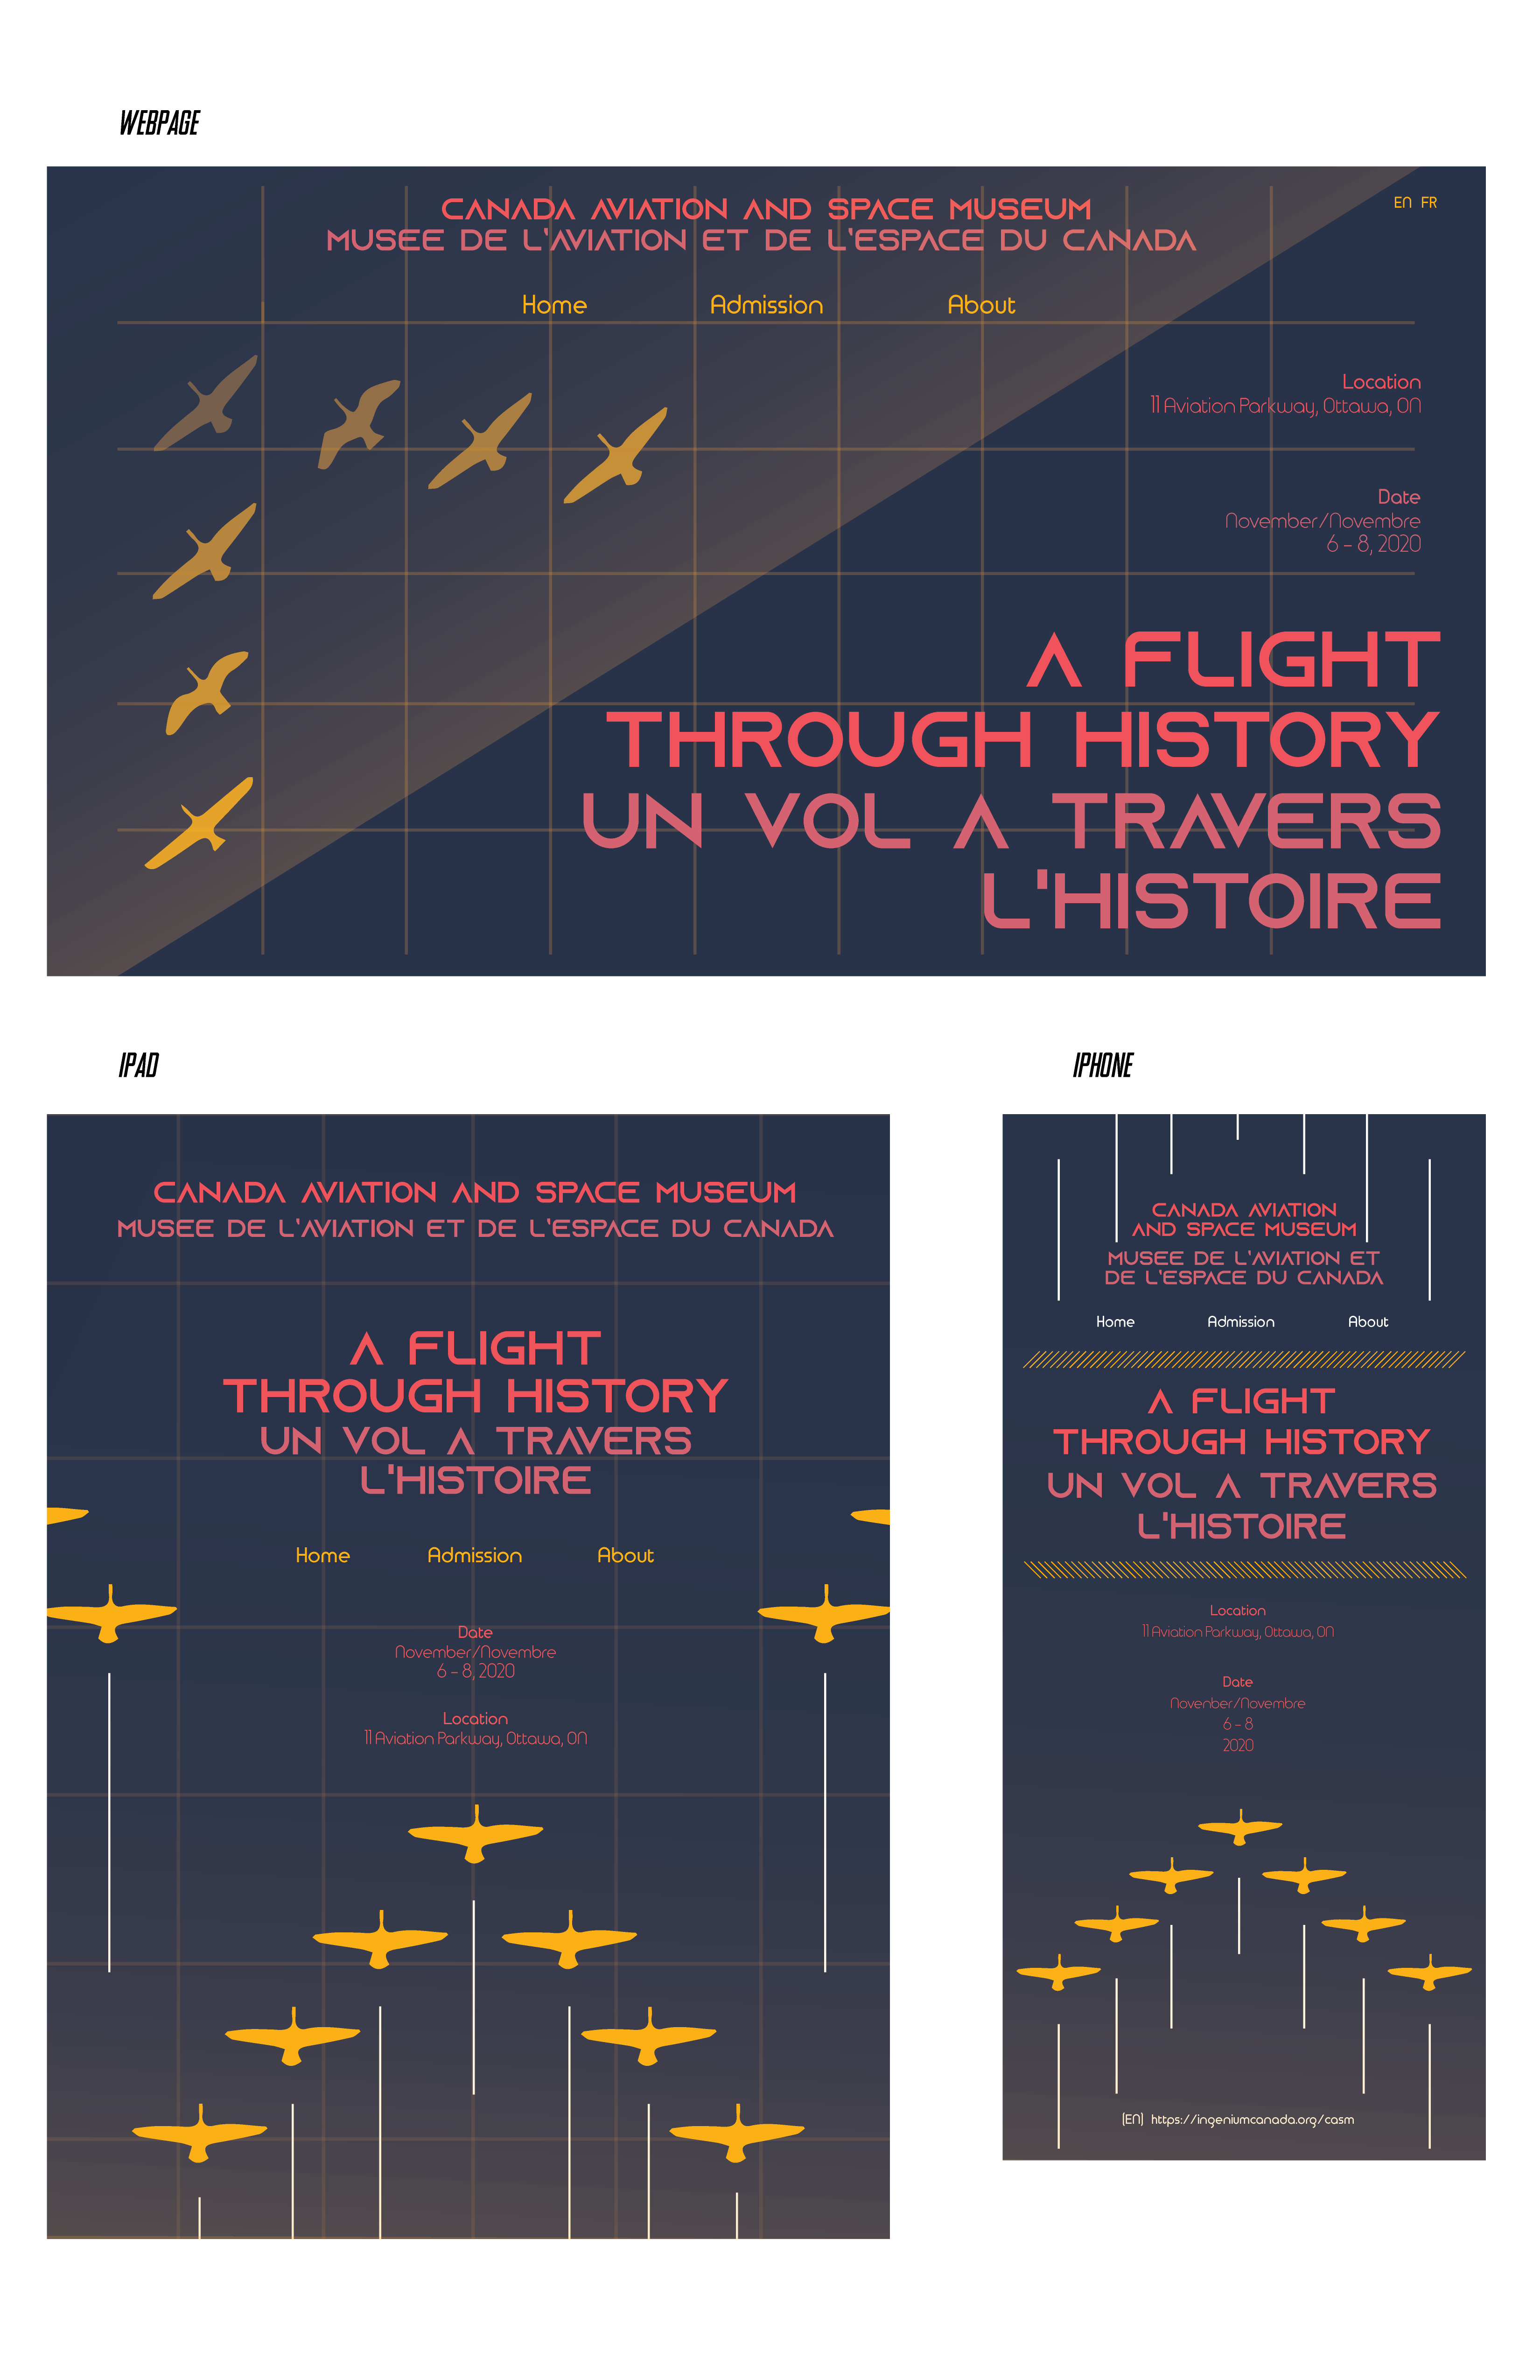 WEBPAGE
CANADA AVIATION AND SPACE MUSEUM
MUSEE DE L'AVIATION ET DE L'ESPACE DU CANADA
EN FR
Home Admission About
Location
11 Aviation Parkway, Ottawa, ON
Date
November/Novembre
6 – 8, 2020
A FLIGHT
THROUGH HISTORY
UN VOL A TRAVERS
L'HISTOIRE
IPAD
CANADA AVIATION AND SPACE MUSEUM
MUSEE DE L'AVIATION ET DE L'ESPACE DU CANADA
A FLIGHT
THROUGH HISTORY
UN VOL A TRAVERS
L'HISTOIRE
Home Admission About
Date
November/Novembre
6 – 8, 2020
Location
11 Aviation Parkway, Ottawa, ON
IPHONE
CANADA AVIATION
AND SPACE MUSEUM
MUSEE DE L'AVIATION ET
DE L'ESPACE DU CANADA
Home Admission About
A FLIGHT
THROUGH HISTORY
UN VOL A TRAVERS
L'HISTOIRE
Location
11 Aviation Parkway, Ottawa, ON
Date
Novenber/Novembre
6 – 8
2020
(EN) https://ingeniumcanada.org/casm